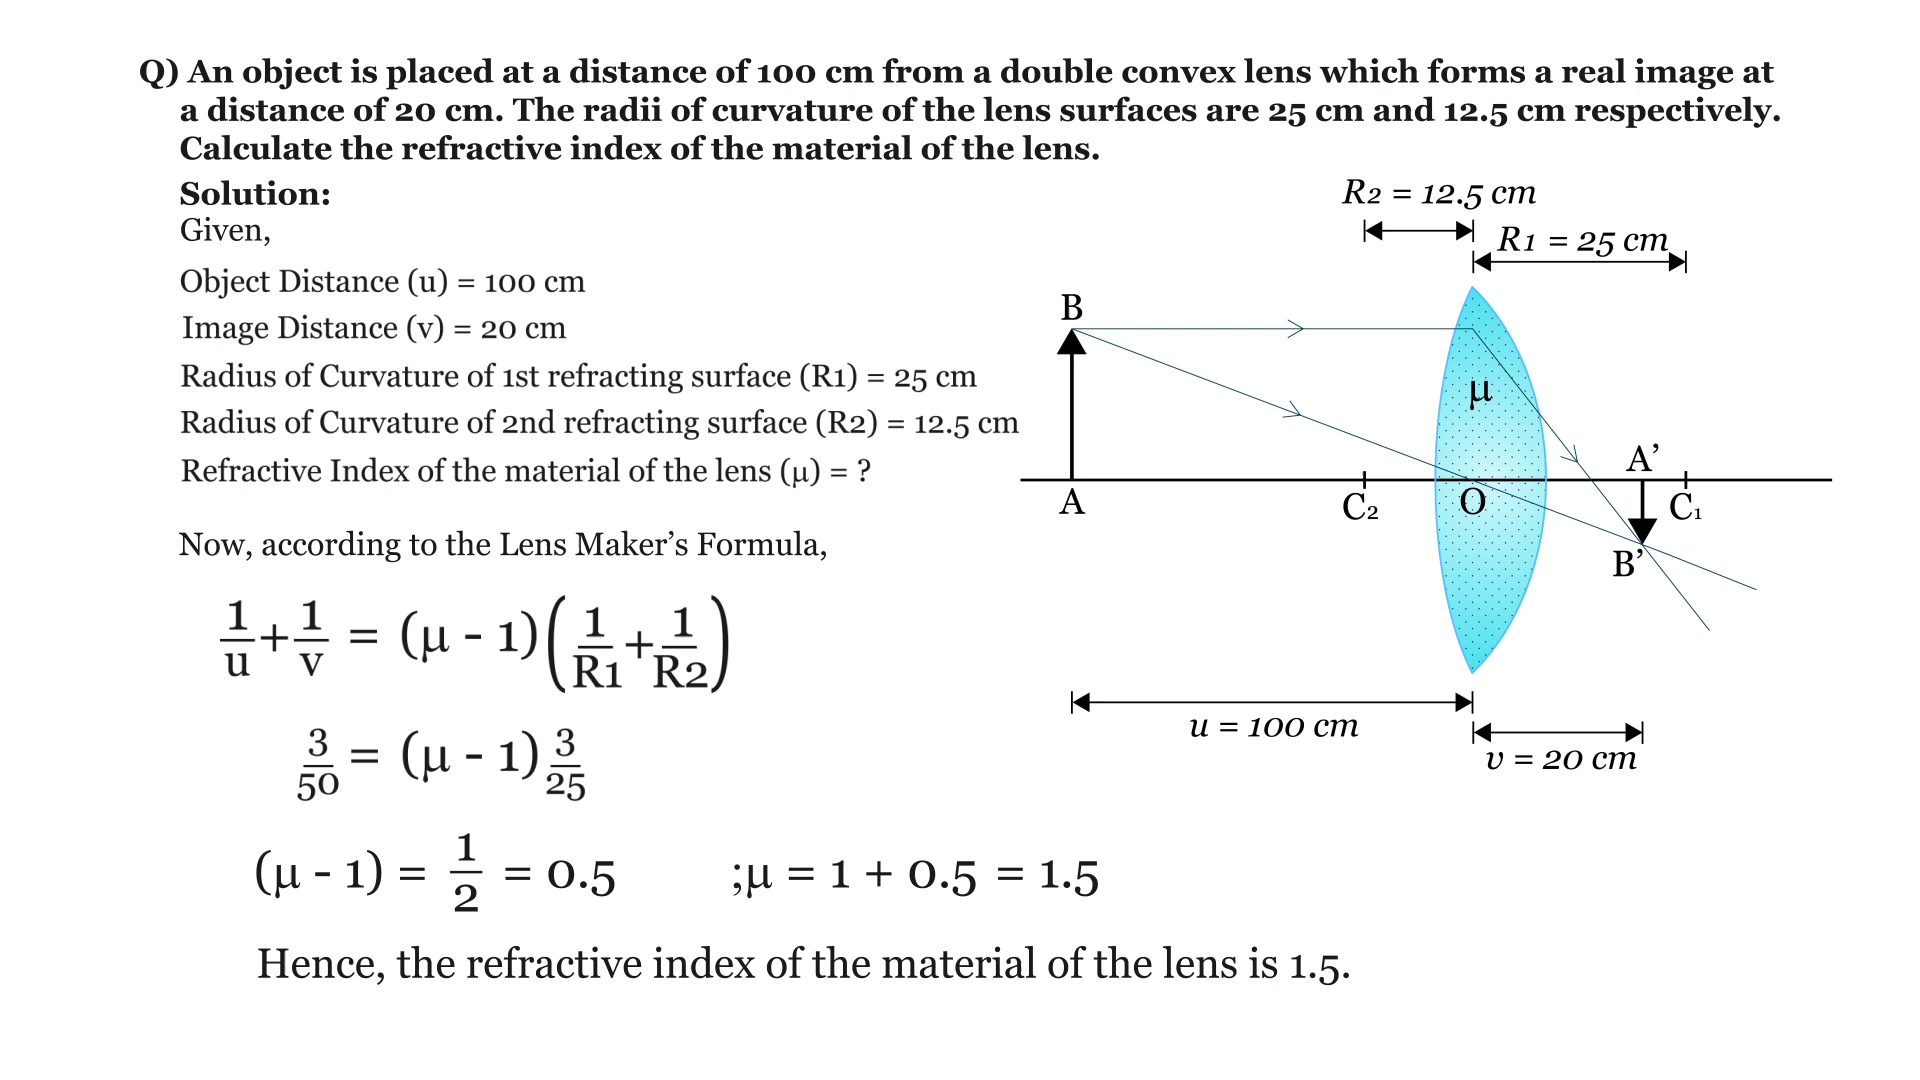 Q) An object is placed at a distance of 100 cm from a double convex lens which forms a real image at
a distance of 20 cm. The radii of curvature of the lens surfaces are 25 cm and 12.5 cm respectively.
Calculate the refractive index of the material of the lens.
Solution:
Given,
Object Distance (u) = 100 cm
Image Distance (v) = 20 cm
Radius of Curvature of 1st refracting surface (R1) = 25 cm
Radius of Curvature of 2nd refracting surface (R2) = 12.5 cm
Refractive Index of the material of the lens (μ) = ?
Now, according to the Lens Maker’s Formula,
1/u + 1/v = (μ - 1)(1/R1 + 1/R2)
3/50 = (μ - 1) 3/25
(μ - 1) = 1/2 = 0.5 ;μ = 1 + 0.5 = 1.5
Hence, the refractive index of the material of the lens is 1.5.
R2 = 12.5 cm
R1 = 25 cm
B
μ
A’
A
C2
O
C1
B’
u = 100 cm
v = 20 cm